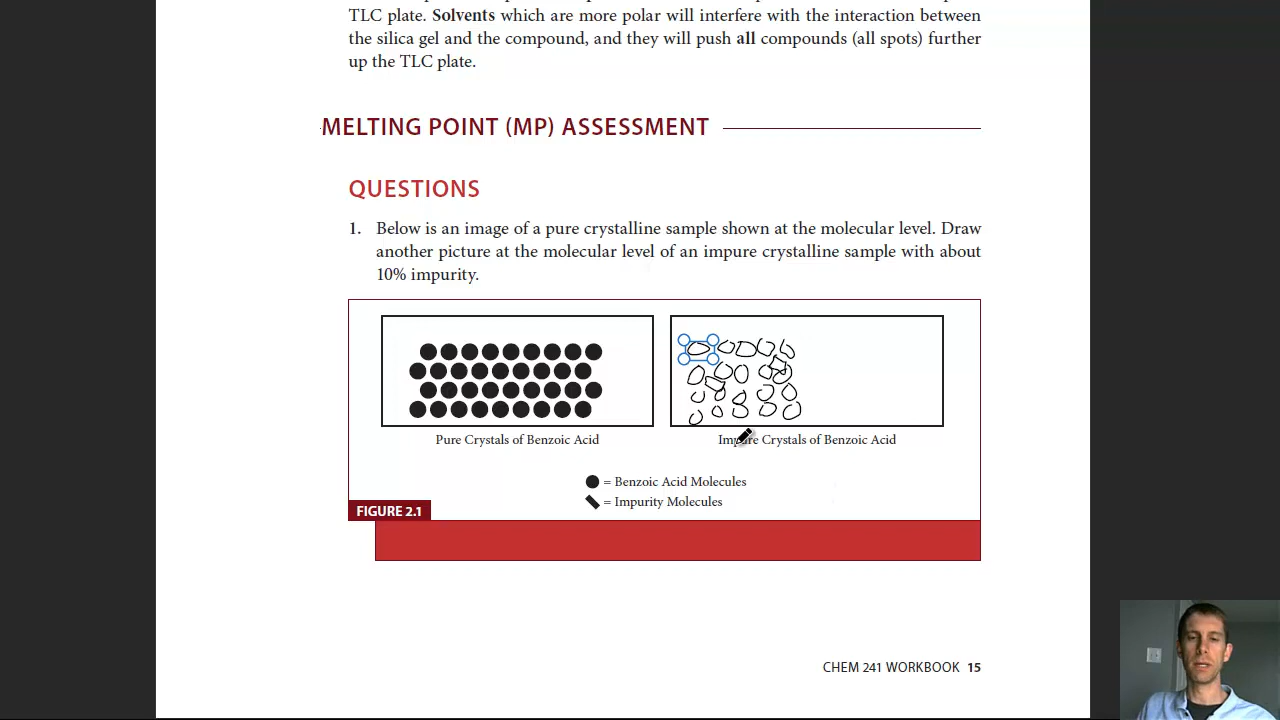 TLC plate. Solvents which are more polar will interfere with the interaction between
the silica gel and the compound, and they will push all compounds (all spots) further
up the TLC plate.
MELTING POINT (MP) ASSESSMENT
QUESTIONS
1. Below is an image of a pure crystalline sample shown at the molecular level. Draw
another picture at the molecular level of an impure crystalline sample with about
10% impurity.
Pure Crystals of Benzoic Acid
Impure Crystals of Benzoic Acid
= Benzoic Acid Molecules
= Impurity Molecules
FIGURE 2.1
CHEM 241 WORKBOOK 15